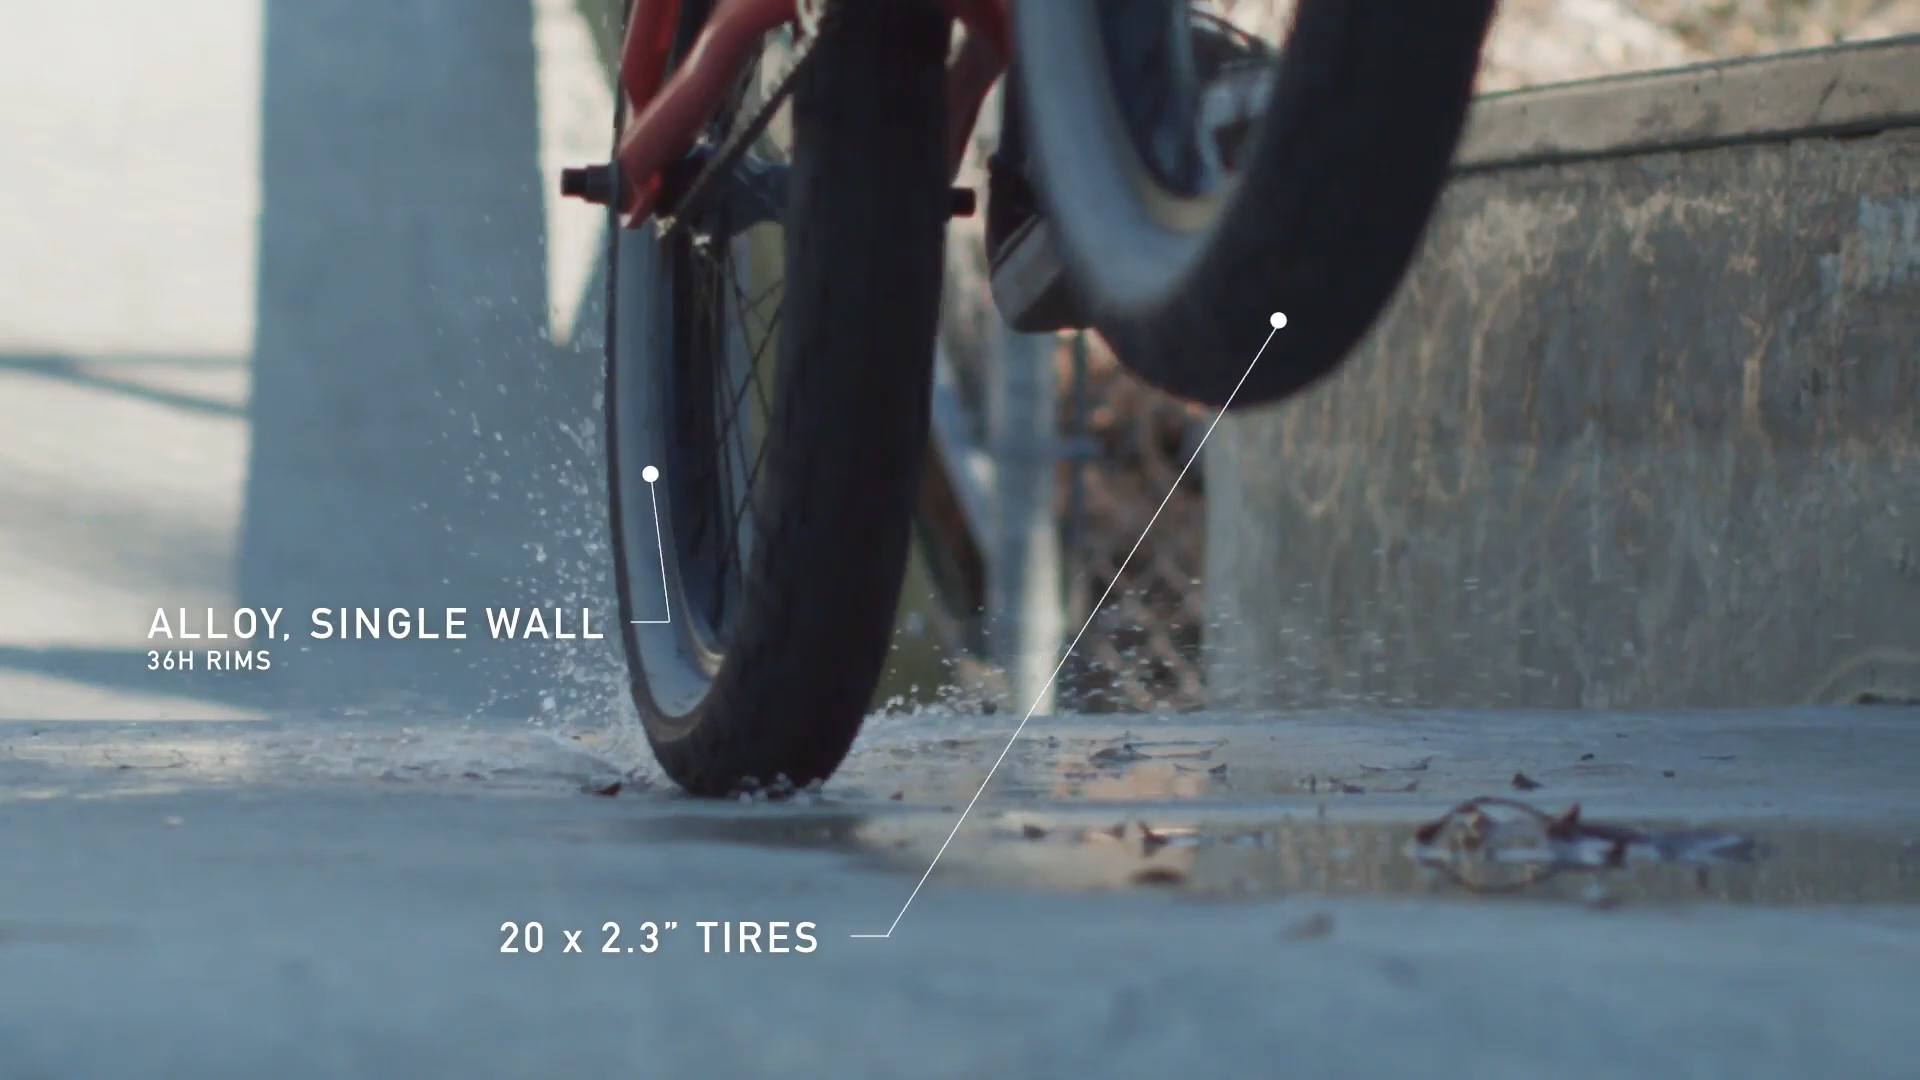 ALLOY, SINGLE WALL
36H RIMS
20 x 2.3” TIRES